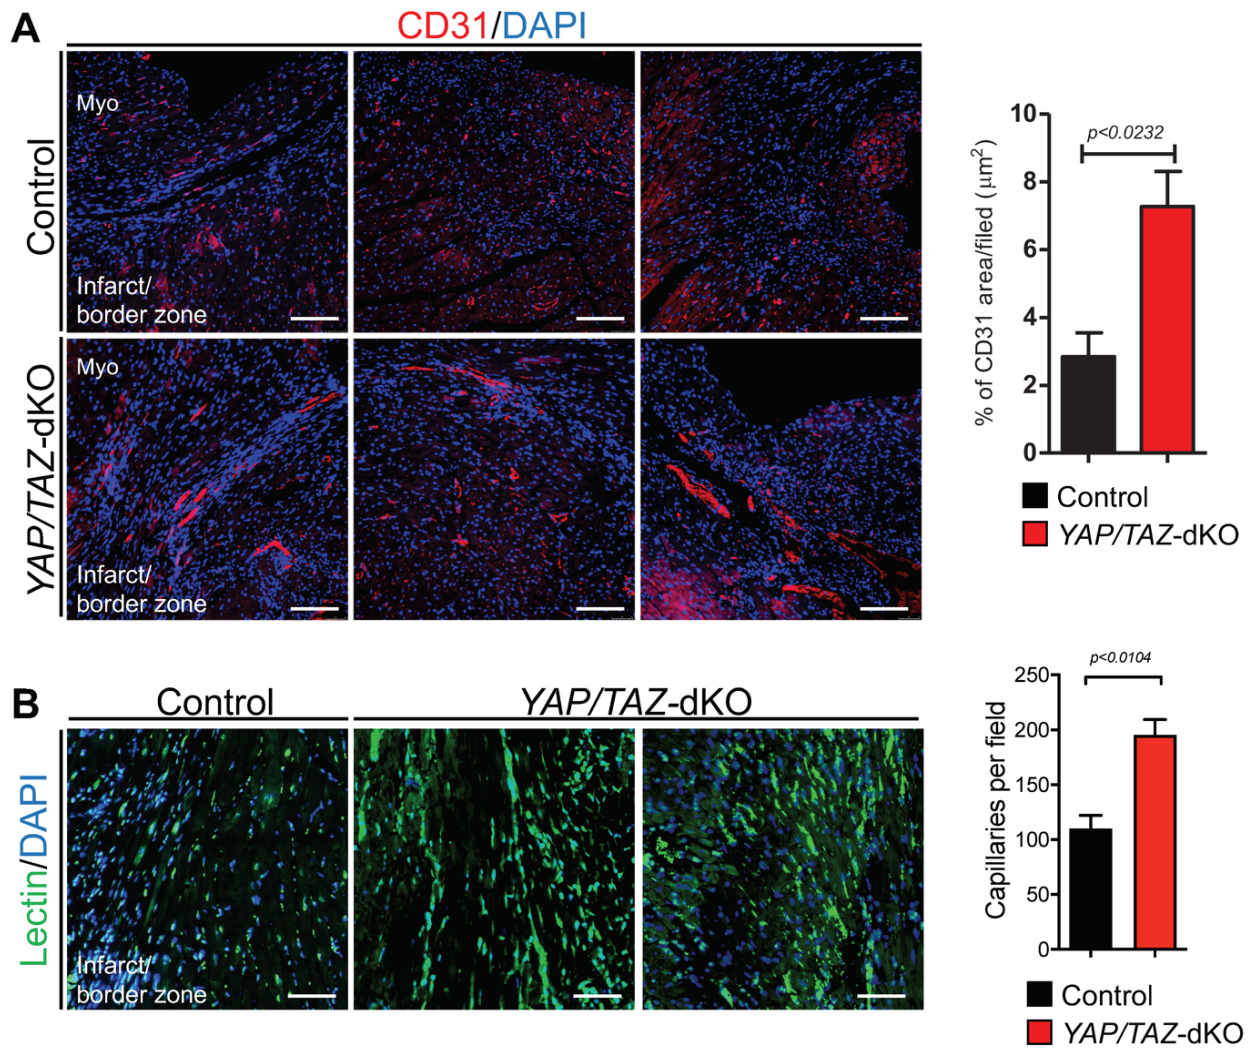 A
CD31/DAPI
Control
Myo
Infarct/
border zone
YAP/TAZ-dKO
Myo
Infarct/
border zone
% of CD31 area/filed (µm²)
10
8
6
4
2
0
p<0.0232
Control
YAP/TAZ-dKO
B
Control
YAP/TAZ-dKO
Lectin/DAPI
Infarct/
border zone
Capillaries per field
250
200
150
100
50
0
p<0.0104
Control
YAP/TAZ-dKO